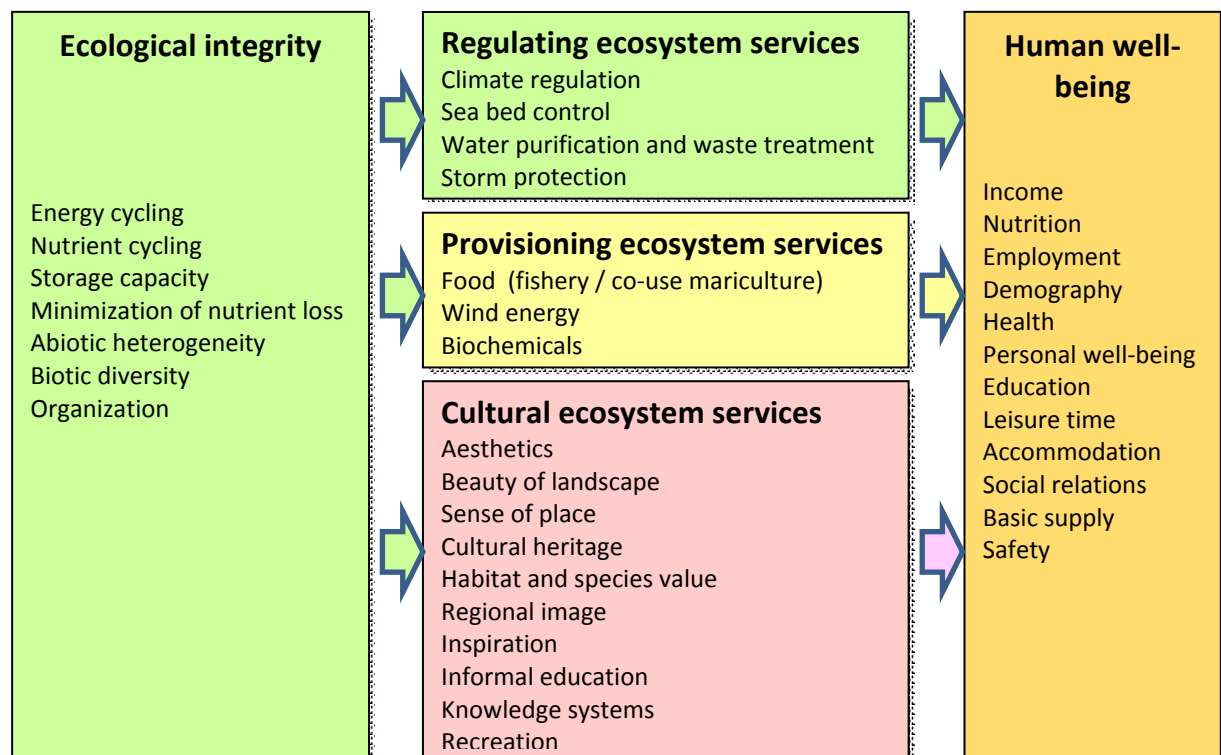 Ecological integrity
Energy cycling
Nutrient cycling
Storage capacity
Minimization of nutrient loss
Abiotic heterogeneity
Biotic diversity
Organization
Regulating ecosystem services
Climate regulation
Sea bed control
Water purification and waste treatment
Storm protection
Provisioning ecosystem services
Food (fishery / co-use mariculture)
Wind energy
Biochemicals
Cultural ecosystem services
Aesthetics
Beauty of landscape
Sense of place
Cultural heritage
Habitat and species value
Regional image
Inspiration
Informal education
Knowledge systems
Recreation
Human well-
being
Income
Nutrition
Employment
Demography
Health
Personal well-being
Education
Leisure time
Accommodation
Social relations
Basic supply
Safety